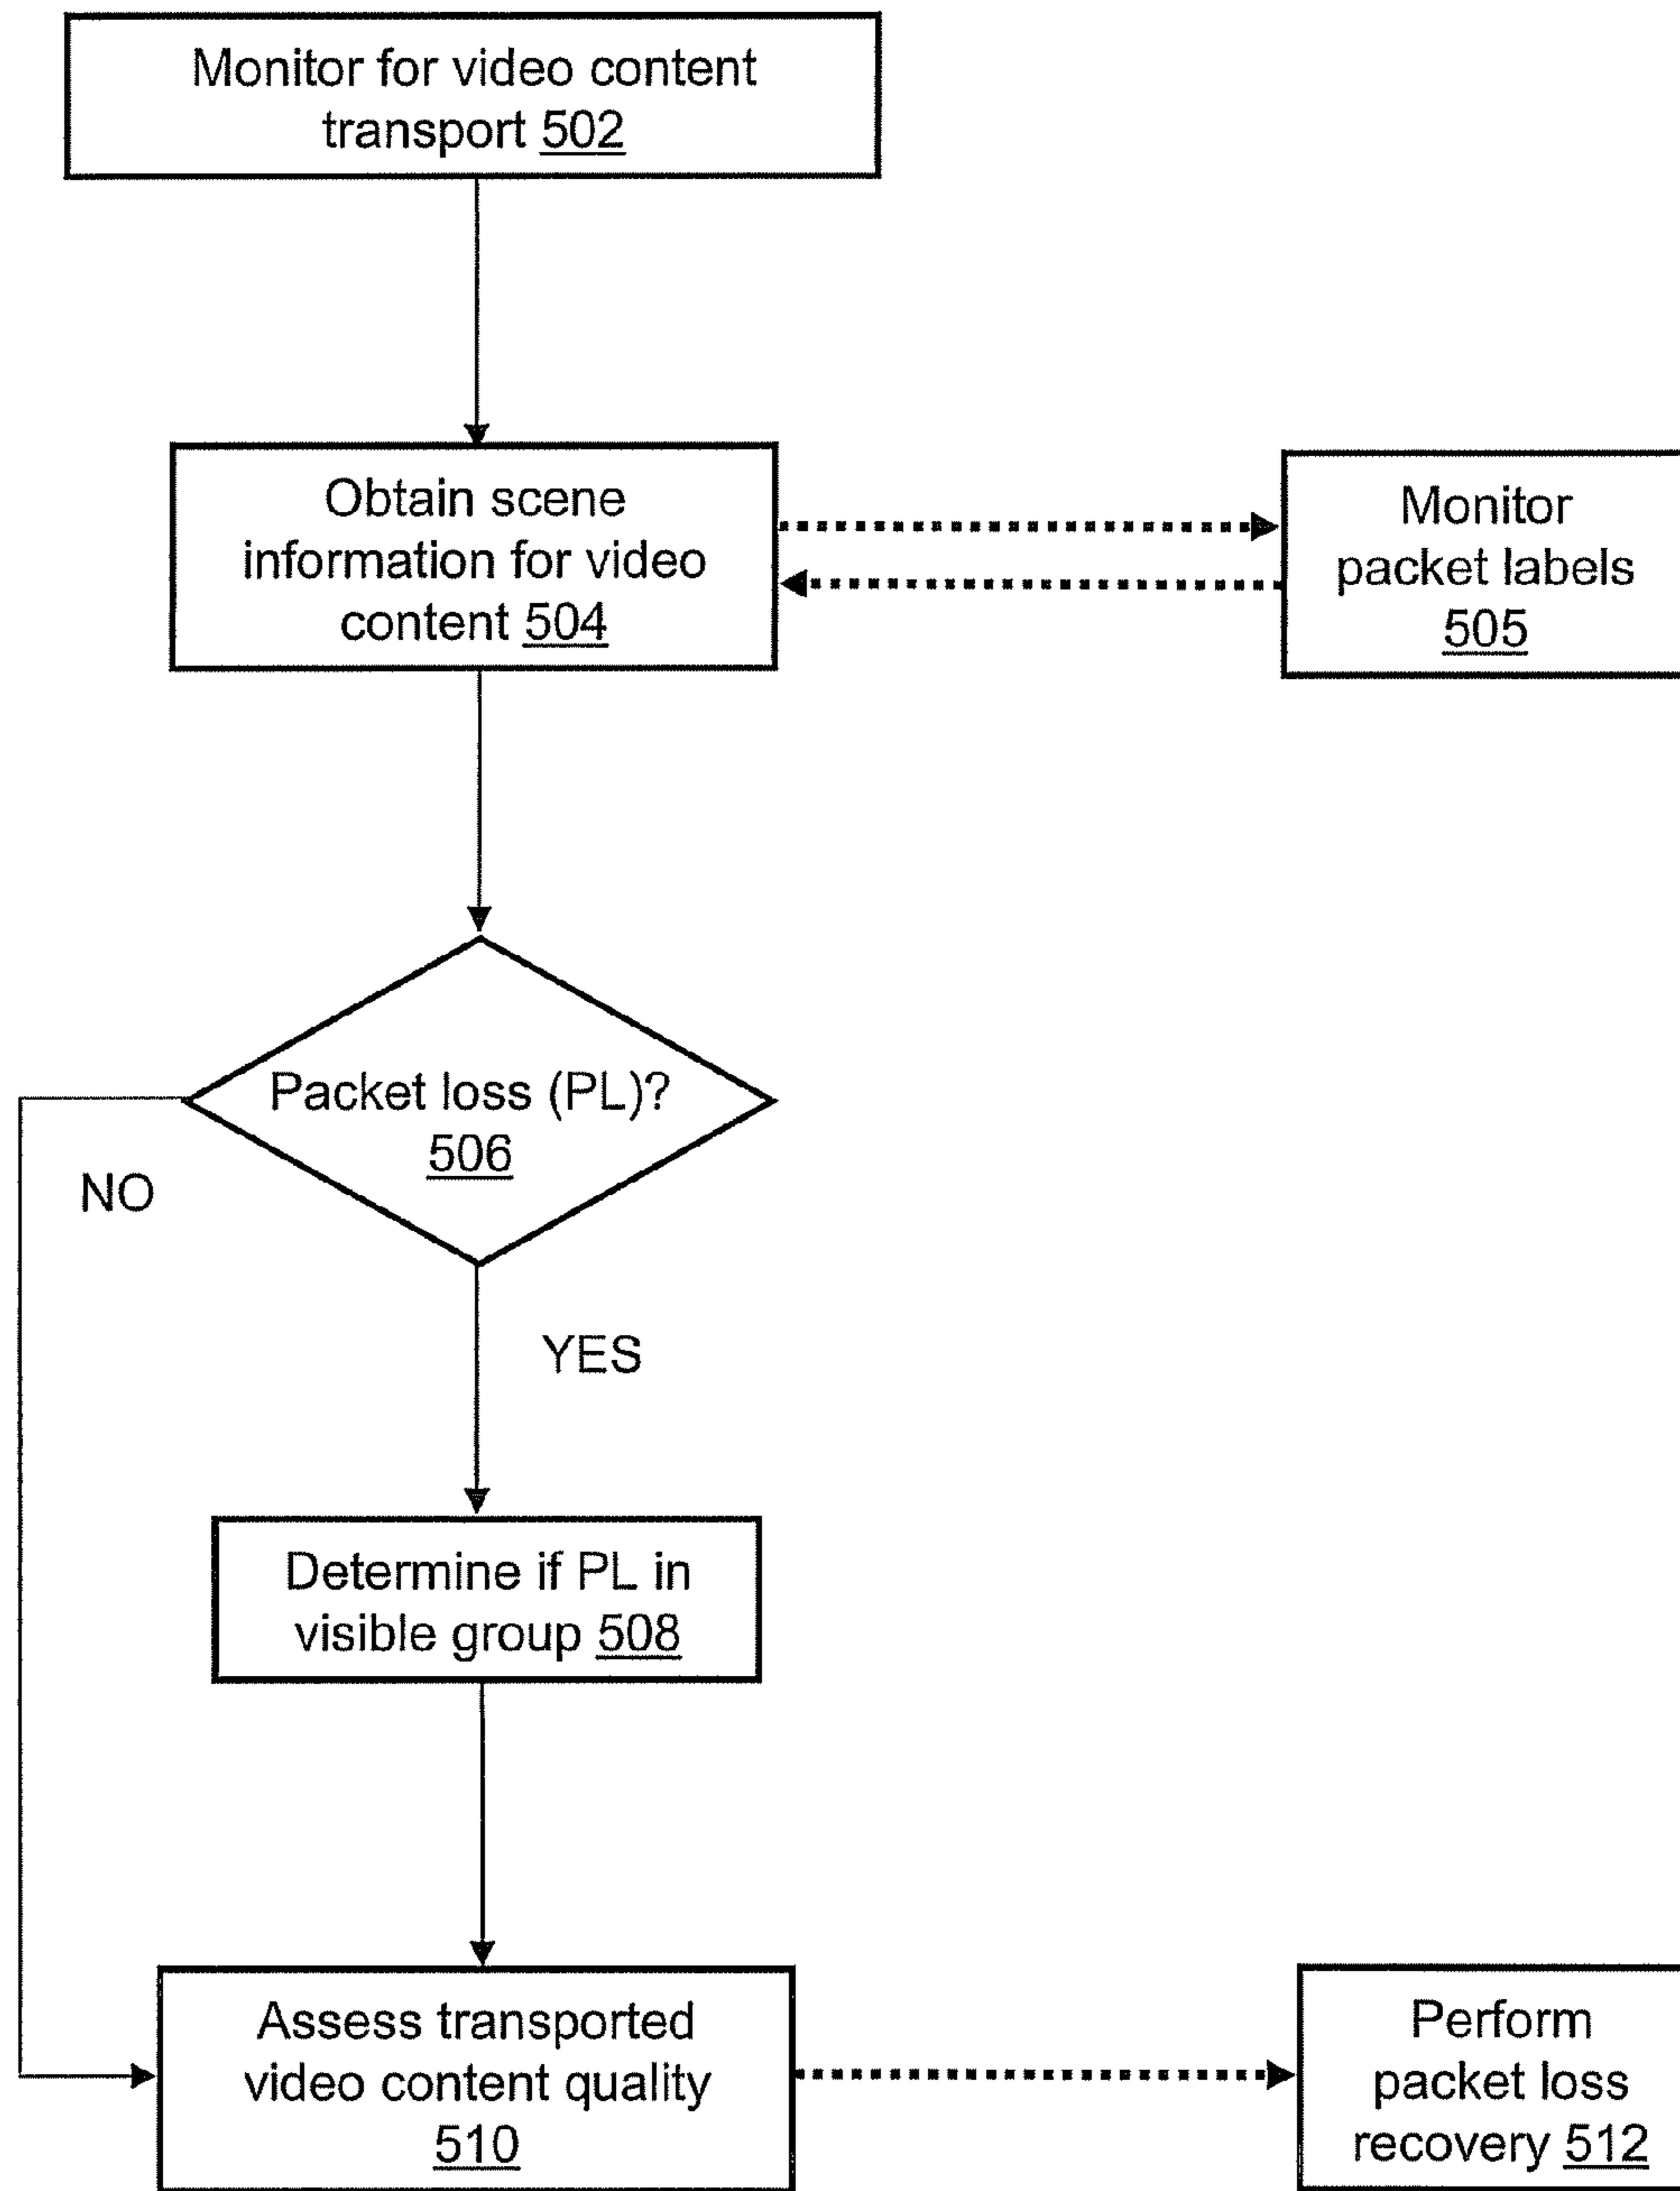 Monitor for video content
transport 502
Obtain scene
information for video
content 504
Monitor
packet labels
505
Packet loss (PL)?
506
NO
YES
Determine if PL in
visible group 508
Assess transported
video content quality
510
Perform
packet loss
recovery 512